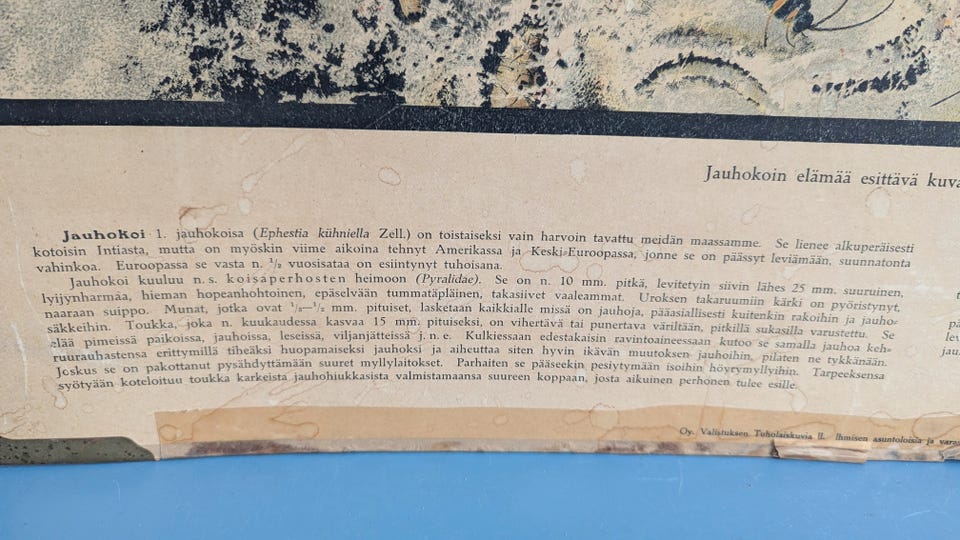 Jauhokoin elämää esittävä kuva
Jauhokoi 1. jauhokoisa (Ephestia kühniella Zell.) on toistaiseksi vain harvoin tavattu meidän maassamme. Se lienee alkuperäisesti
kotoisin Intiasta, mutta on myöskin viime aikoina tehnyt Amerikassa ja Keski-Euroopassa, jonne se on päässyt leviämään, suunnatonta
vahinkoa. Euroopassa se vasta n. 1/2 vuosisataa on esiintynyt tuhoisana.
Jauhokoi kuuluu n. s. koisaperhosten heimoon (Pyralidae). Se on n. 10 mm. pitkä, levitetyin siivin lähes 25 mm. suuruinen,
lyijynharmaa, hieman hopeanhohtoinen, epäselvään tummatäpläinen, takasiivet vaaleammat. Uroksen takaruumiin kärki on pyöristynyt,
naaraan suippo. Munat, jotka ovat mm. pituiset, lasketaan kaikkialle missä on jauhoja, pääasiallisesti kuitenkin rakoihin ja jauho-
säkkeihin. Toukka, joka n. kuukaudessa kasvaa 15 mm. pituiseksi, on vihertävä tai punertava väriltään, pitkillä sukasilla varustettu. Se
elää pimeissä paikoissa, jauhoissa, leseissä, viljanjätteissä j. n. e. Kulkiessaan edestakaisin ravintoaineessaan kutoo se samalla jauhoa keh-
ruurauhastensa erittymillä tiheäksi huopamaiseksi jauhoksi ja aiheuttaa siten hyvin ikävän muutoksen jauhoihin, pilaten ne tykkänään.
Joskus se on pakottanut pysähdyttämään suuret myllylaitokset. Parhaiten se pääseekin pesiytymään isoihin höyrymyllyihin. Tarpeeksensa
syötyään koteloituu toukka karkeista jauhohiukkasista valmistamaansa suureen koppaan, josta aikuinen perhonen tulee esille.
Oy. Valistuksen Tuholaiskuvia II. Ihmisen asuntoloisia ja varas